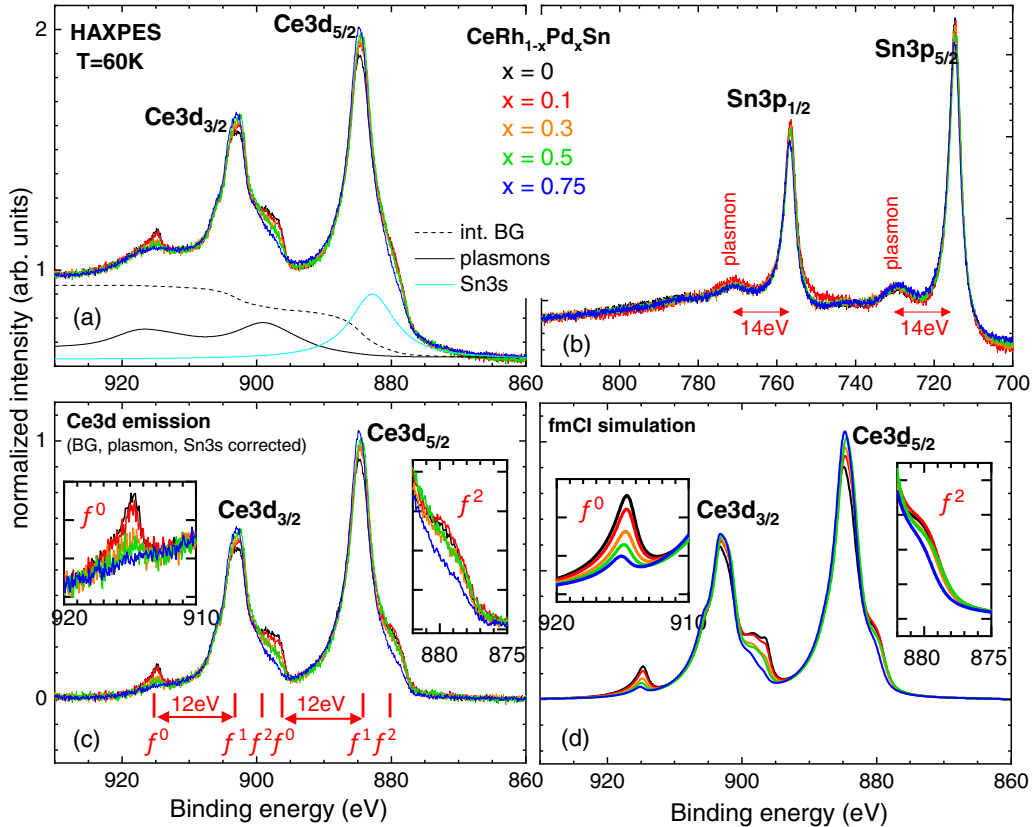 HAXPES
T=60K
Ce3d5/2
Ce3d3/2
int. BG
plasmons
Sn3s
(a)
2
1
920
900
880
860
CeRh1-xPdxSn
x = 0
x = 0.1
x = 0.3
x = 0.5
x = 0.75
Sn3p5/2
Sn3p1/2
plasmon
plasmon
14eV
14eV
(b)
800
780
760
740
720
700
normalized intensity (arb. units)
Ce3d emission
(BG, plasmon, Sn3s corrected)
Ce3d5/2
Ce3d3/2
f0
920
910
f2
880
875
1
0
12eV
12eV
f0
f1
f2
f0
f1
f2
(c)
920
900
880
860
Binding energy (eV)
fmCI simulation
Ce3d5/2
Ce3d3/2
f0
920
910
f2
880
875
(d)
920
900
880
860
Binding energy (eV)